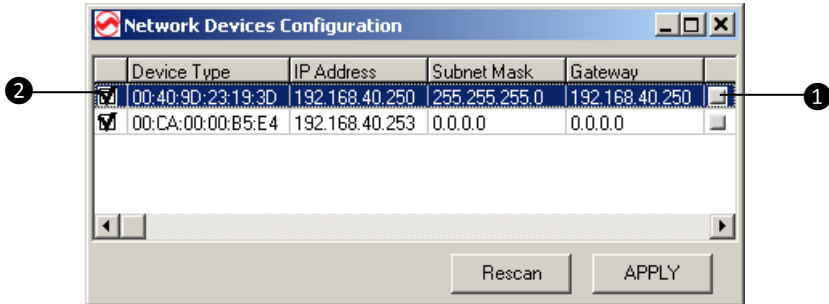 Network Devices Configuration
Device Type IP Address Subnet Mask Gateway
❷ 00:40:9D:23:19:3D 192.168.40.250 255.255.255.0 192.168.40.250 ❶
00:CA:00:00:B5:E4 192.168.40.253 0.0.0.0 0.0.0.0
Rescan APPLY